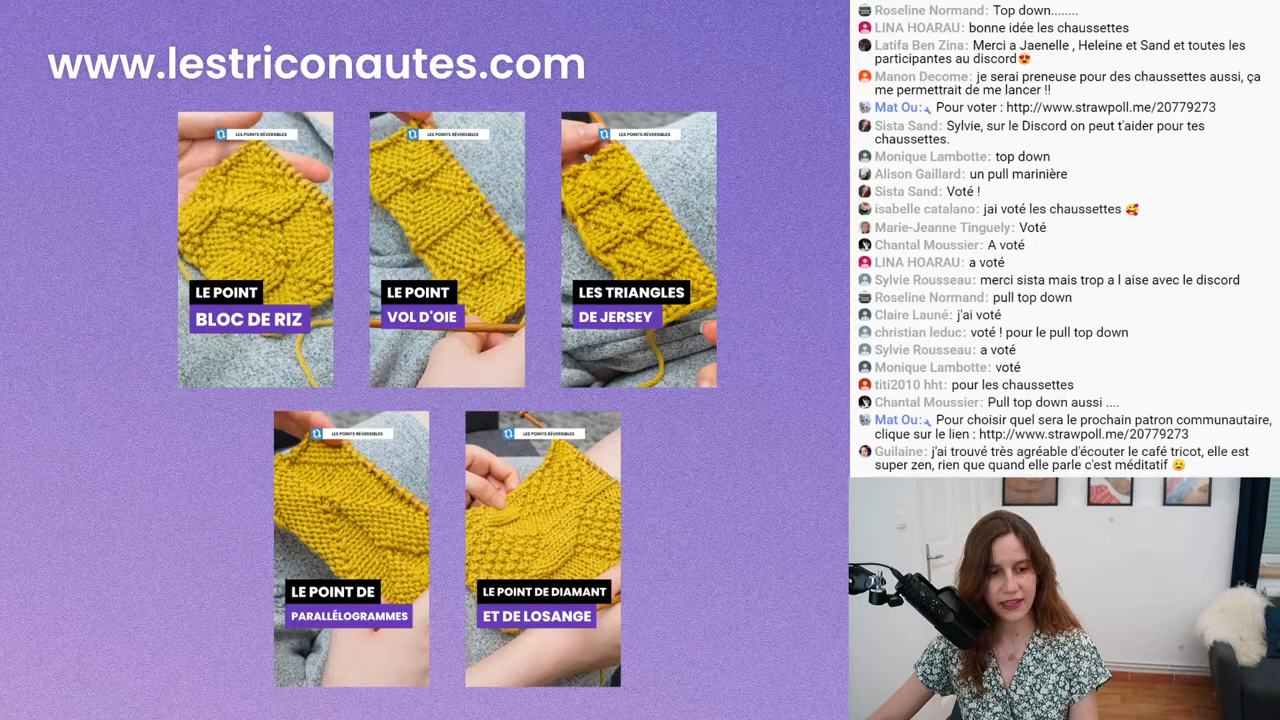 www.lestriconautes.com
LES POINTS RÉVERSIBLES
LE POINT
BLOC DE RIZ
LES POINTS RÉVERSIBLES
LE POINT
VOL D'OIE
LES POINTS RÉVERSIBLES
LES TRIANGLES
DE JERSEY
LES POINTS RÉVERSIBLES
LE POINT DE
PARALLÉLOGRAMMES
LES POINTS RÉVERSIBLES
LE POINT DE DIAMANT
ET DE LOSANGE
Roseline Normand: Top down........
LINA HOARAU: bonne idée les chaussettes
Latifa Ben Zina: Merci a Jaenelle , Heleine et Sand et toutes les
participantes au discord😍
Manon Decome: je serai preneuse pour des chaussettes aussi, ça
me permettrait de me lancer !!
Mat Ou: Pour voter : http://www.strawpoll.me/20779273
Sista Sand: Sylvie, sur le Discord on peut t'aider pour tes
chaussettes.
Monique Lambotte: top down
Alison Gaillard: un pull marinière
Sista Sand: Voté !
isabelle catalano: jai voté les chaussettes 🥰
Marie-Jeanne Tinguely: Voté
Chantal Moussier: A voté
LINA HOARAU: a voté
Sylvie Rousseau: merci sista mais trop a l aise avec le discord
Roseline Normand: pull top down
Claire Launé: j'ai voté
christian leduc: voté ! pour le pull top down
Sylvie Rousseau: a voté
Monique Lambotte: voté
titi2010 hht: pour les chaussettes
Chantal Moussier: Pull top down aussi ....
Mat Ou: Pour choisir quel sera le prochain patron communautaire,
clique sur le lien : http://www.strawpoll.me/20779273
Guilaine: j'ai trouvé très agréable d'écouter le café tricot, elle est
super zen, rien que quand elle parle c'est méditatif ☺️